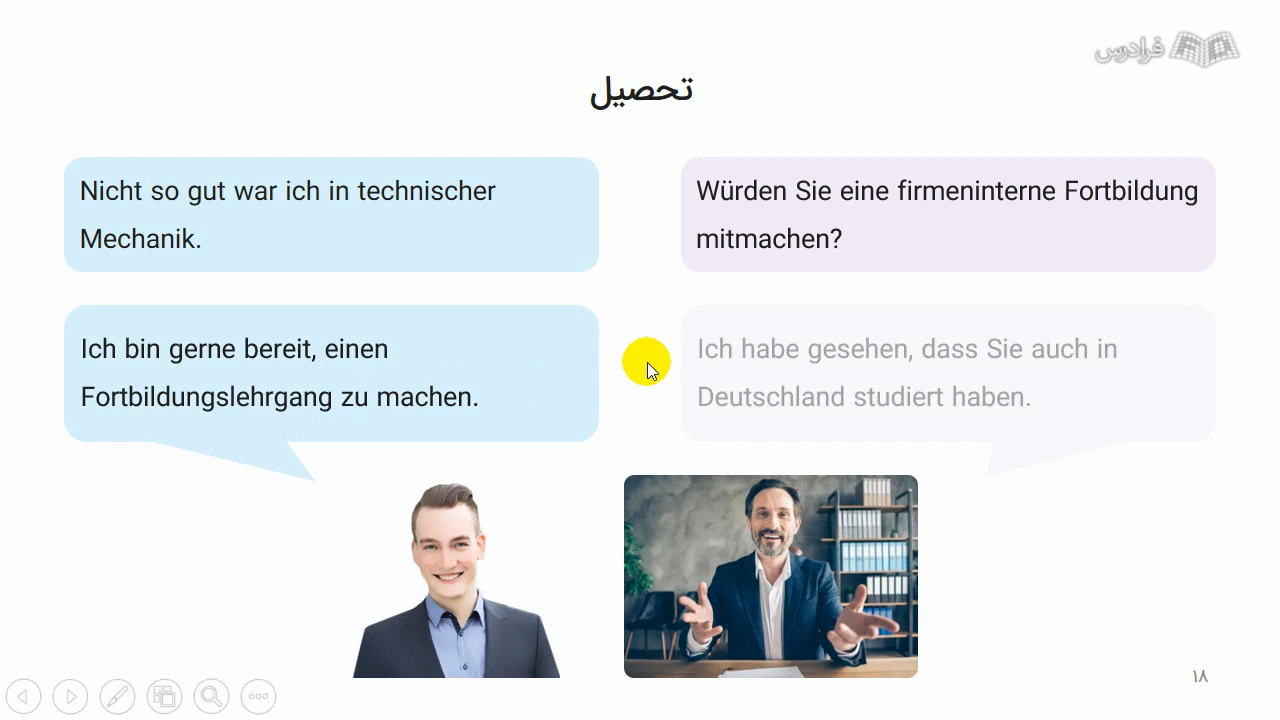 فرادرس
تحصیل
Nicht so gut war ich in technischer
Mechanik.
Würden Sie eine firmeninterne Fortbildung
mitmachen?
Ich bin gerne bereit, einen
Fortbildungslehrgang zu machen.
Ich habe gesehen, dass Sie auch in
Deutschland studiert haben.
۱۸